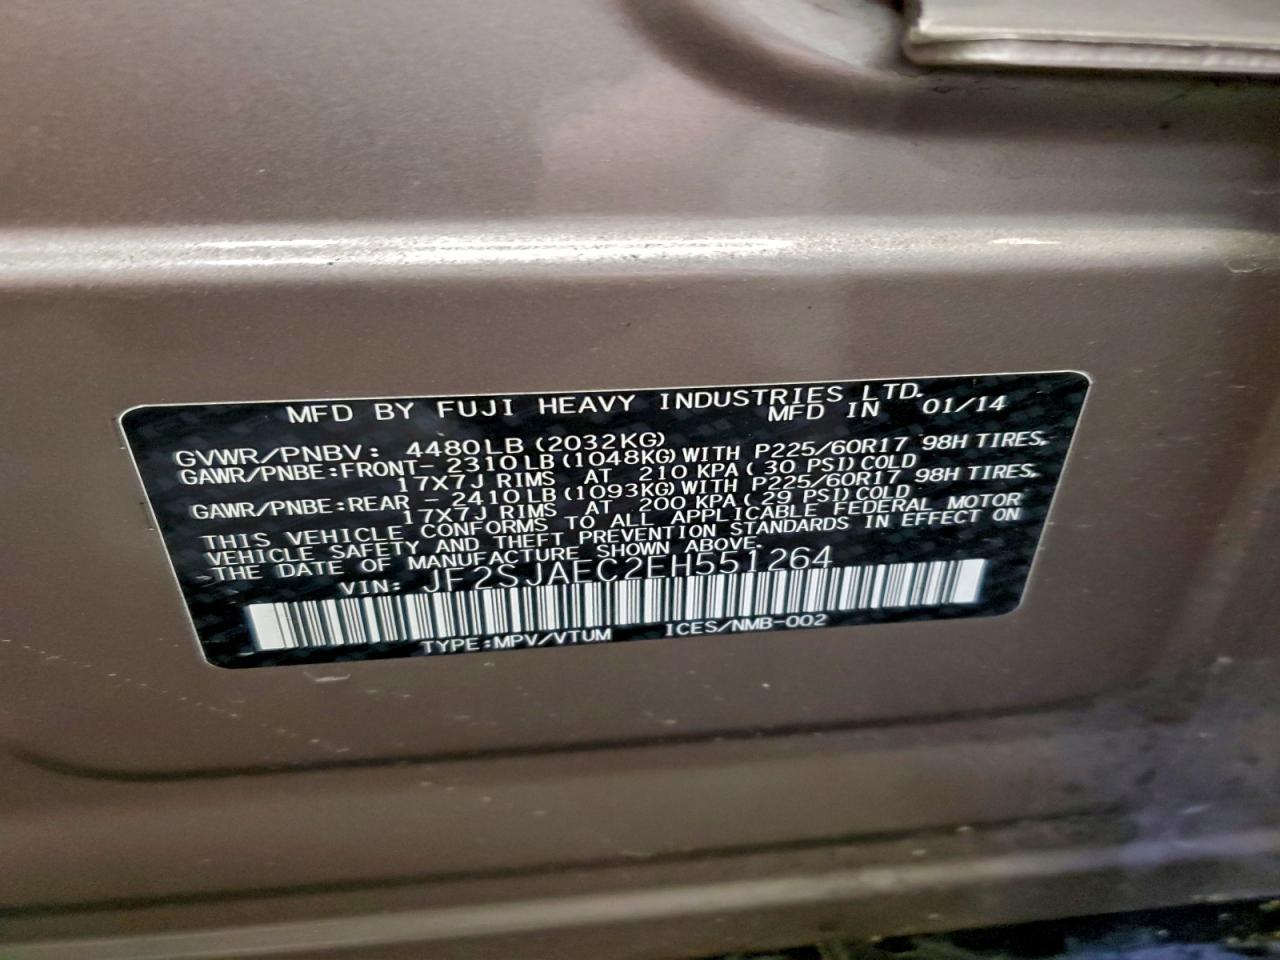 MFD BY FUJI HEAVY INDUSTRIES LTD.
MFD IN 01/14
GVWR/PNBV: 4480LB (2032KG)
GAWR/PNBE:FRONT- 2310LB (1048KG) WITH P225/60R17 98H TIRES,
17X7J RIMS AT 210 KPA ( 30 PSI) COLD
GAWR/PNBE:REAR - 2410LB (1093KG) WITH P225/60R17 98H TIRES,
17X7J RIMS AT 200 KPA ( 29 PSI) COLD
THIS VEHICLE CONFORMS TO ALL APPLICABLE FEDERAL MOTOR
VEHICLE SAFETY AND THEFT PREVENTION STANDARDS IN EFFECT ON
THE DATE OF MANUFACTURE SHOWN ABOVE.
VIN: JF2SJAEC2EH551264
TYPE:MPV/VTUM ICES/NMB-002